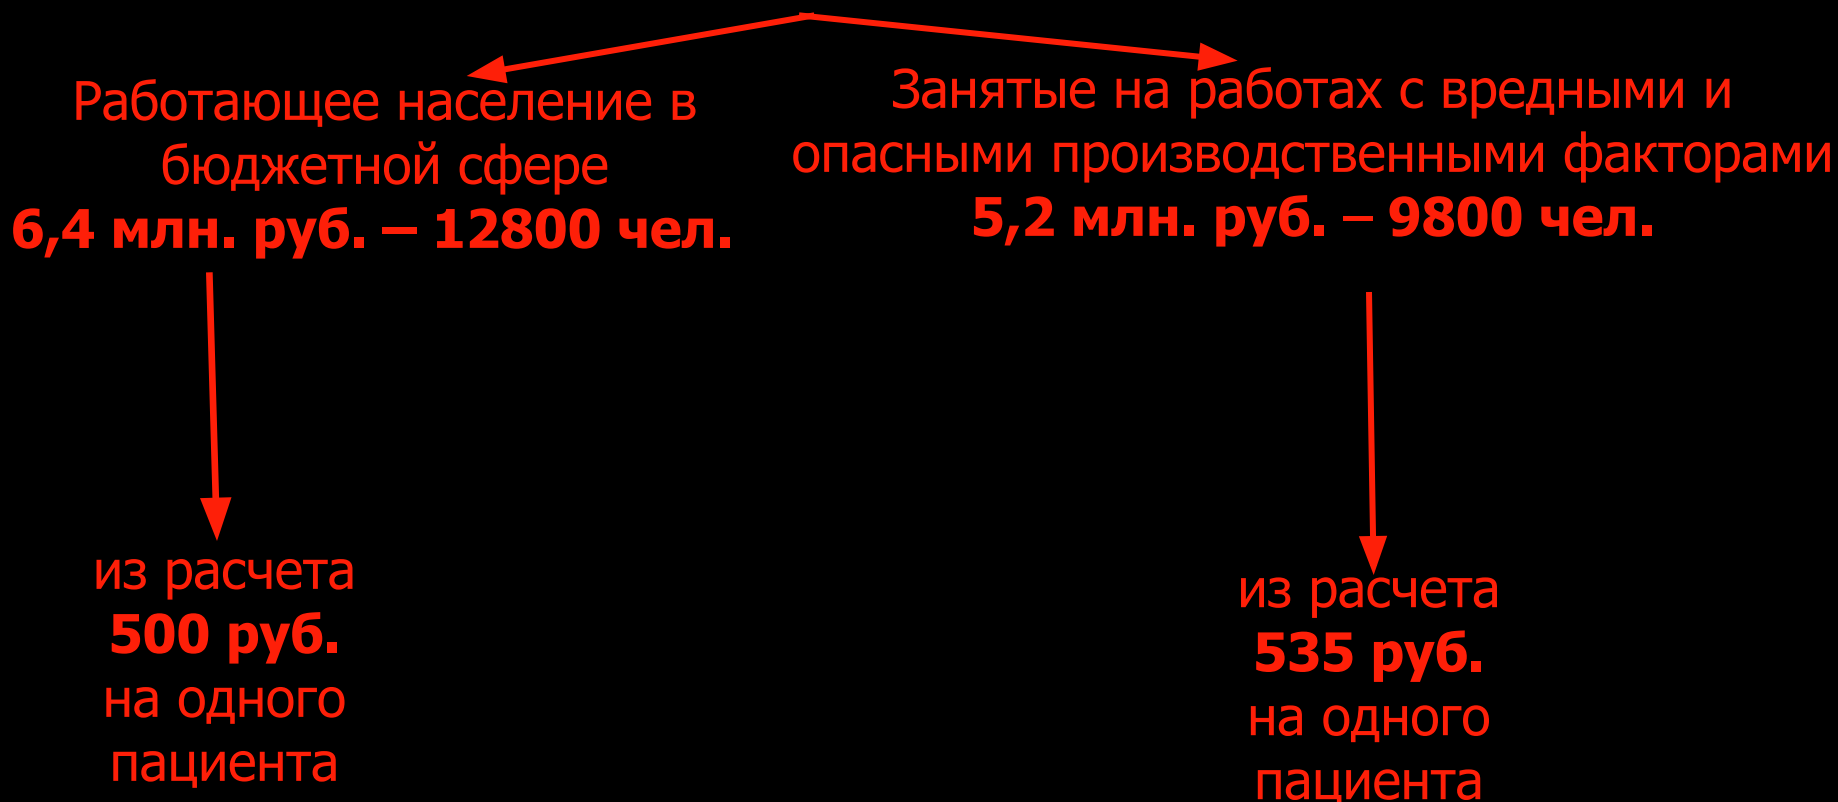 Работающее население в
бюджетной сфере
6,4 млн. руб. – 12800 чел.
Занятые на работах с вредными и
опасными производственными факторами
5,2 млн. руб. – 9800 чел.
из расчета
500 руб.
на одного
пациента
из расчета
535 руб.
на одного
пациента